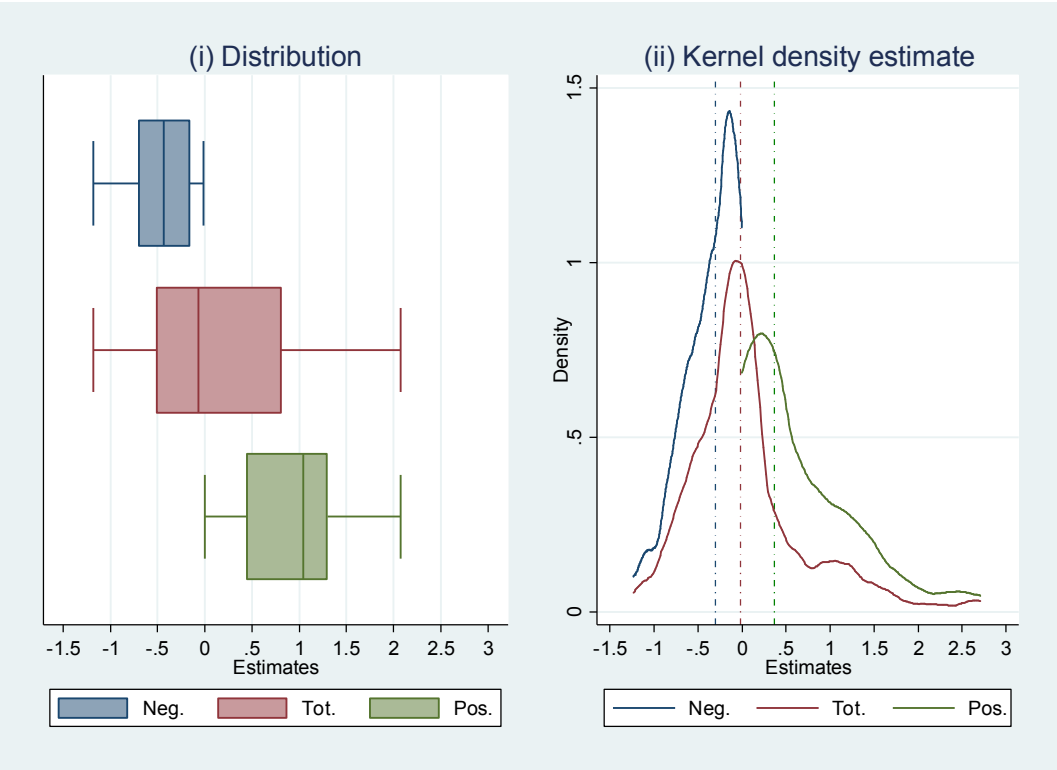 (i) Distribution
-1.5 -1 -.5 0 .5 1 1.5 2 2.5 3
Estimates
Neg. Tot. Pos.
(ii) Kernel density estimate
1.5
1
.5
0
Density
-1.5 -1 -.5 0 .5 1 1.5 2 2.5 3
Estimates
Neg. Tot. Pos.